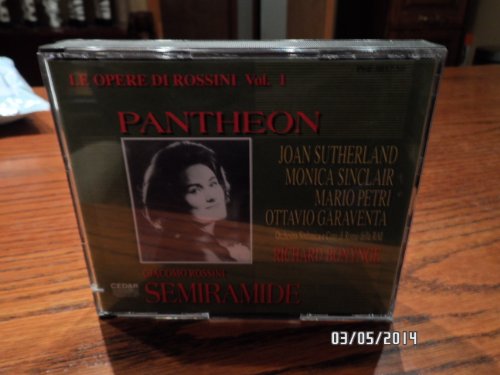 LE OPERE DI ROSSINI Vol. 1
PANTHEON
JOAN SUTHERLAND
MONICA SINCLAIR
MARIO PETRI
OTTAVIO GARAVENTA
RICHARD BONYNGE
GIACOMO ROSSINI
SEMIRAMIDE
CEDAR
03/05/2014